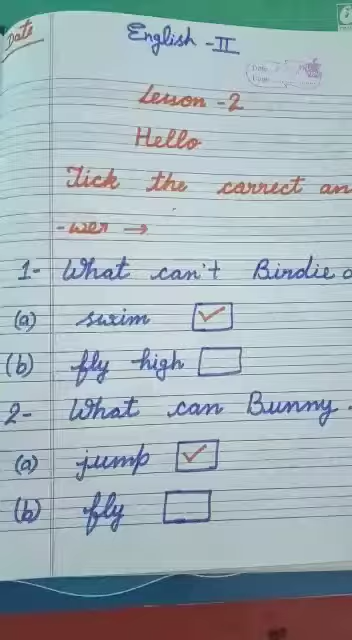 Date
English - II
Lesson - 2
Hello
Tick the correct an
-wer →
1- What can't Birdie
(a) swim ✓
(b) fly high
2- What can Bunny
(a) jump ✓
(b) fly